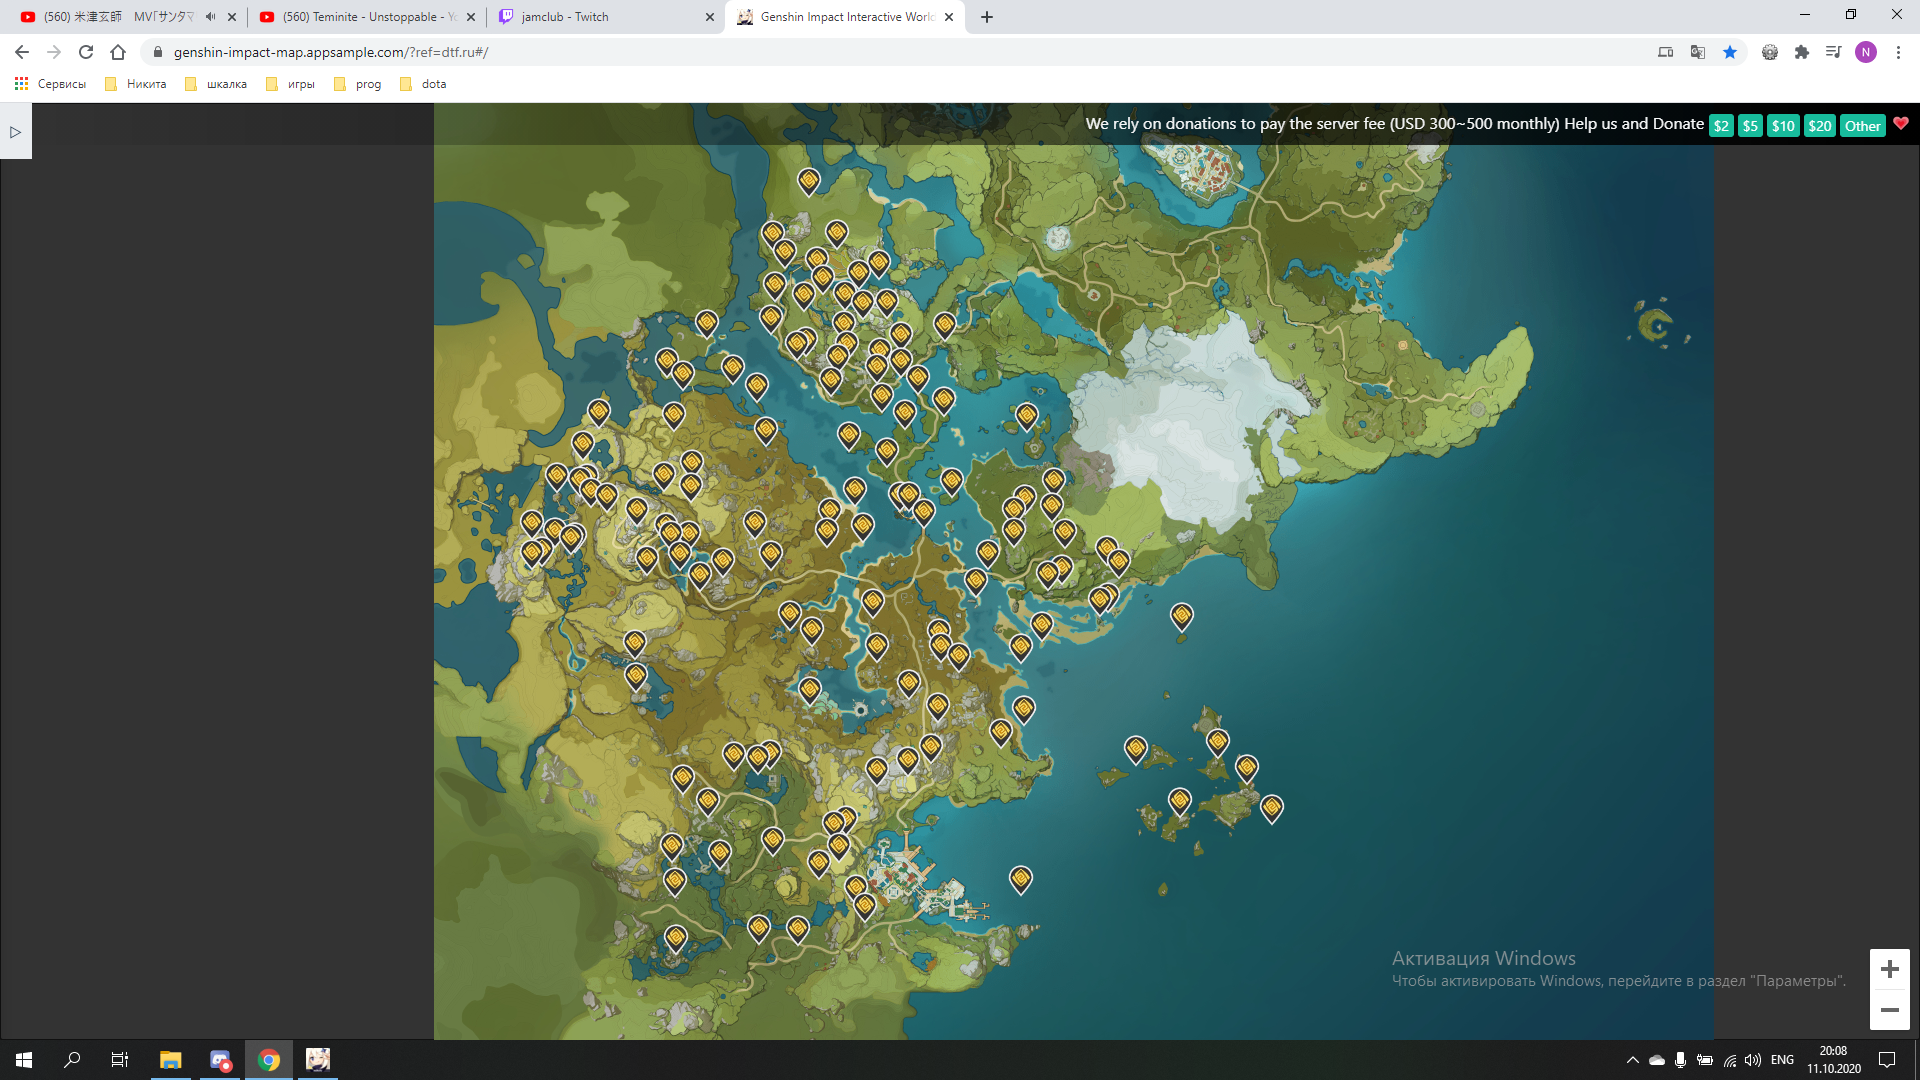 (560) 米津玄師 MV「サンタマ
(560) Teminite - Unstoppable - Yo
jamclub - Twitch
Genshin Impact Interactive World
genshin-impact-map.appsample.com/?ref=dtf.ru#/
N
Сервисы
Никита
шкалка
игры
prog
dota
We rely on donations to pay the server fee (USD 300~500 monthly) Help us and Donate $2 $5 $10 $20 Other
Активация Windows
Чтобы активировать Windows, перейдите в раздел "Параметры".
ENG
20:08
11.10.2020